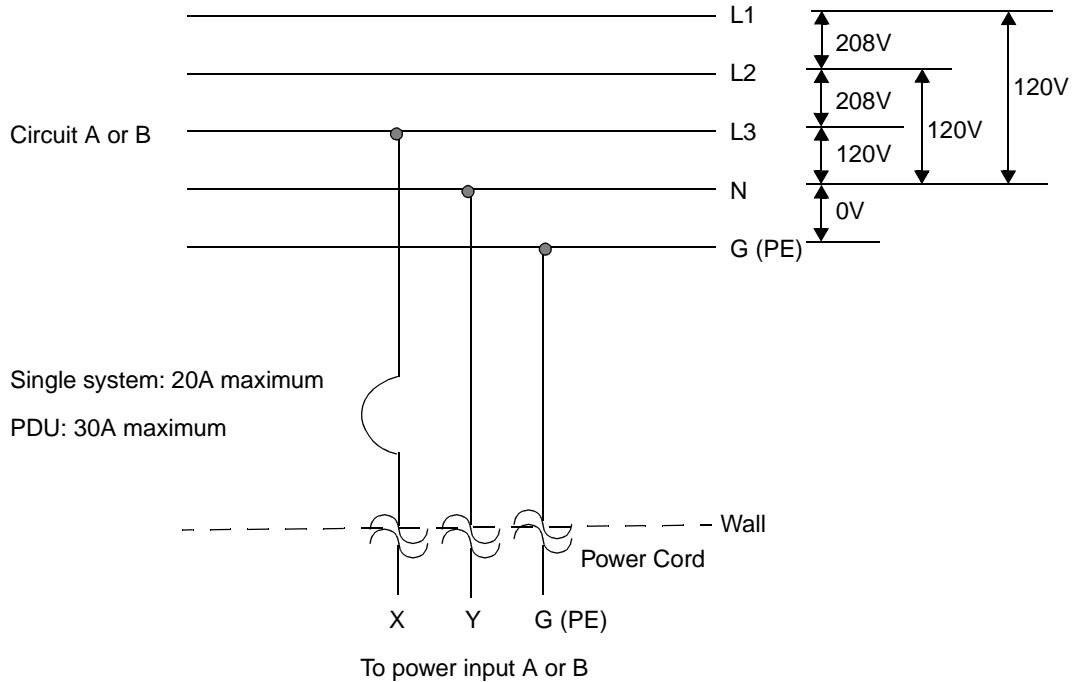 L1
208V
L2
120V
208V
Circuit A or B
L3
120V
120V
N
0V
G (PE)
Single system: 20A maximum
PDU: 30A maximum
Wall
Power Cord
X
Y
G (PE)
To power input A or B